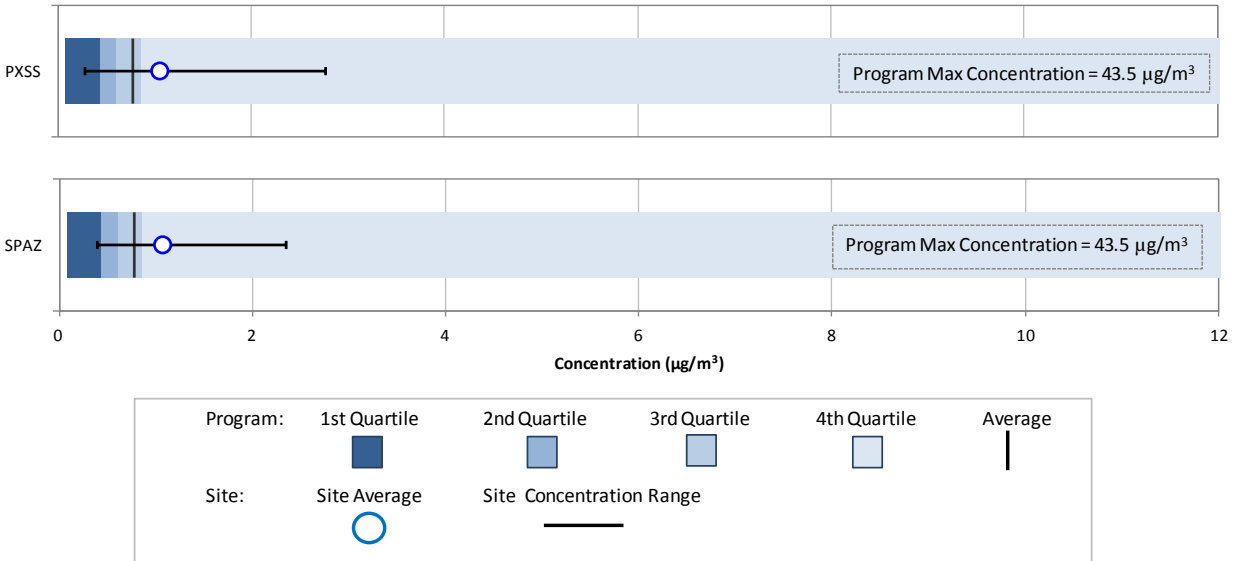 PXSS
Program Max Concentration = 43.5 µg/m³
SPAZ
Program Max Concentration = 43.5 µg/m³
0 2 4 6 8 10 12
Concentration (µg/m³)
Program: 1st Quartile 2nd Quartile 3rd Quartile 4th Quartile Average
Site: Site Average Site Concentration Range